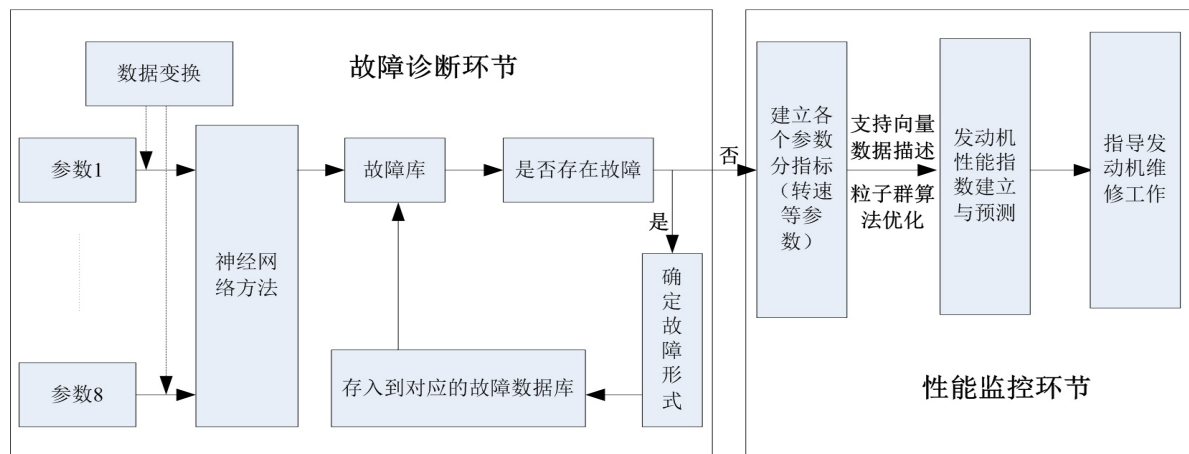 故障诊断环节
数据变换
参数1
参数8
神经网
络方法
故障库
是否存在故障
是
否
确
定
故
障
形
式
存入到对应的故障数据库
建立各
个参数
分指标
（转速
等参
数）
支持向量
数据描述
粒子群算
法优化
发动机
性能指
数建立
与预测
指导发
动机维
修工作
性能监控环节